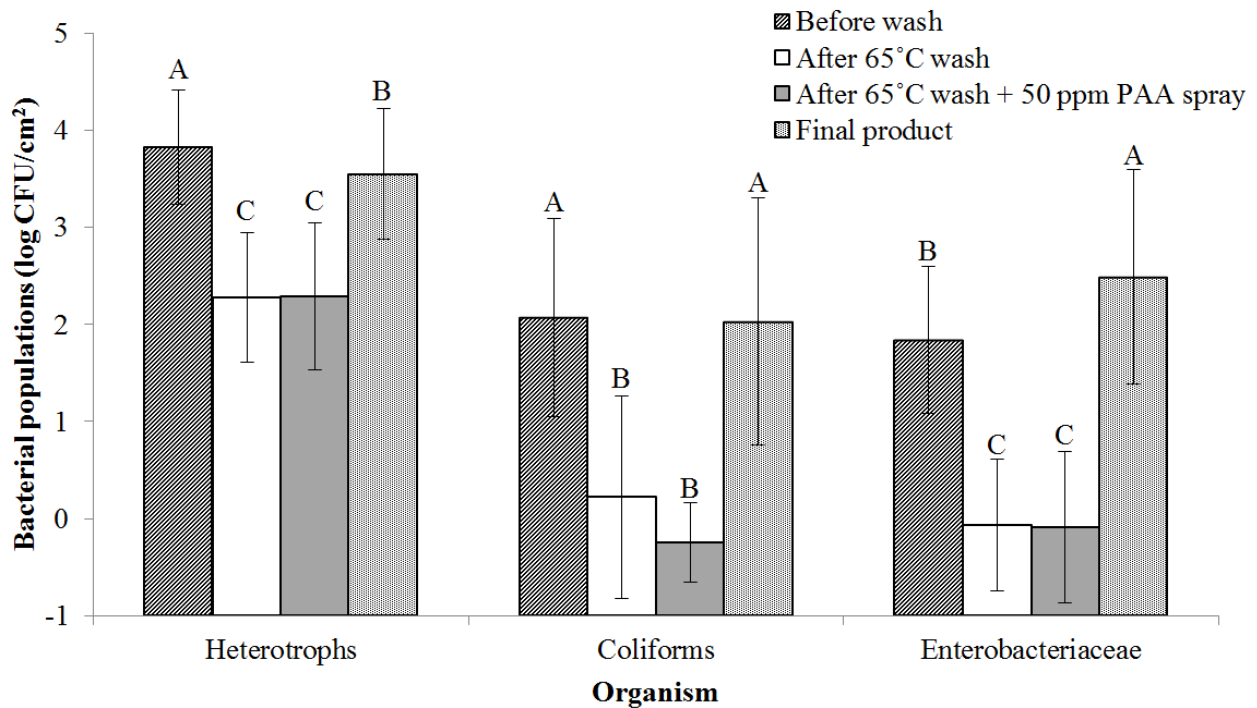 Before wash
After 65˚C wash
After 65˚C wash + 50 ppm PAA spray
Final product
Bacterial populations (log CFU/cm²)
5
4
3
2
1
0
-1
A
C
C
B
A
B
B
A
B
C
C
A
Heterotrophs
Coliforms
Enterobacteriaceae
Organism